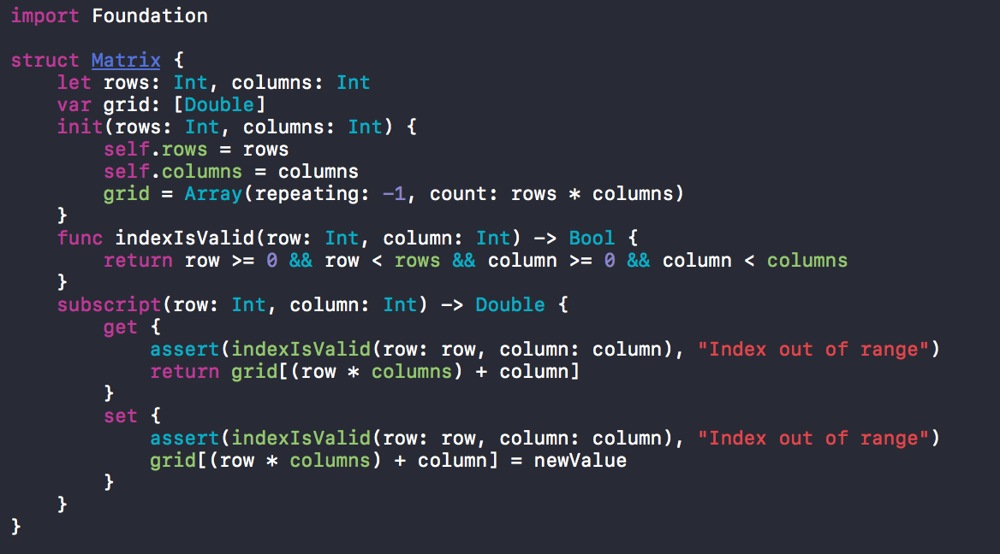 import Foundation

struct Matrix {
    let rows: Int, columns: Int
    var grid: [Double]
    init(rows: Int, columns: Int) {
        self.rows = rows
        self.columns = columns
        grid = Array(repeating: -1, count: rows * columns)
    }
    func indexIsValid(row: Int, column: Int) -> Bool {
        return row >= 0 && row < rows && column >= 0 && column < columns
    }
    subscript(row: Int, column: Int) -> Double {
        get {
            assert(indexIsValid(row: row, column: column), "Index out of range")
            return grid[(row * columns) + column]
        }
        set {
            assert(indexIsValid(row: row, column: column), "Index out of range")
            grid[(row * columns) + column] = newValue
        }
    }
}